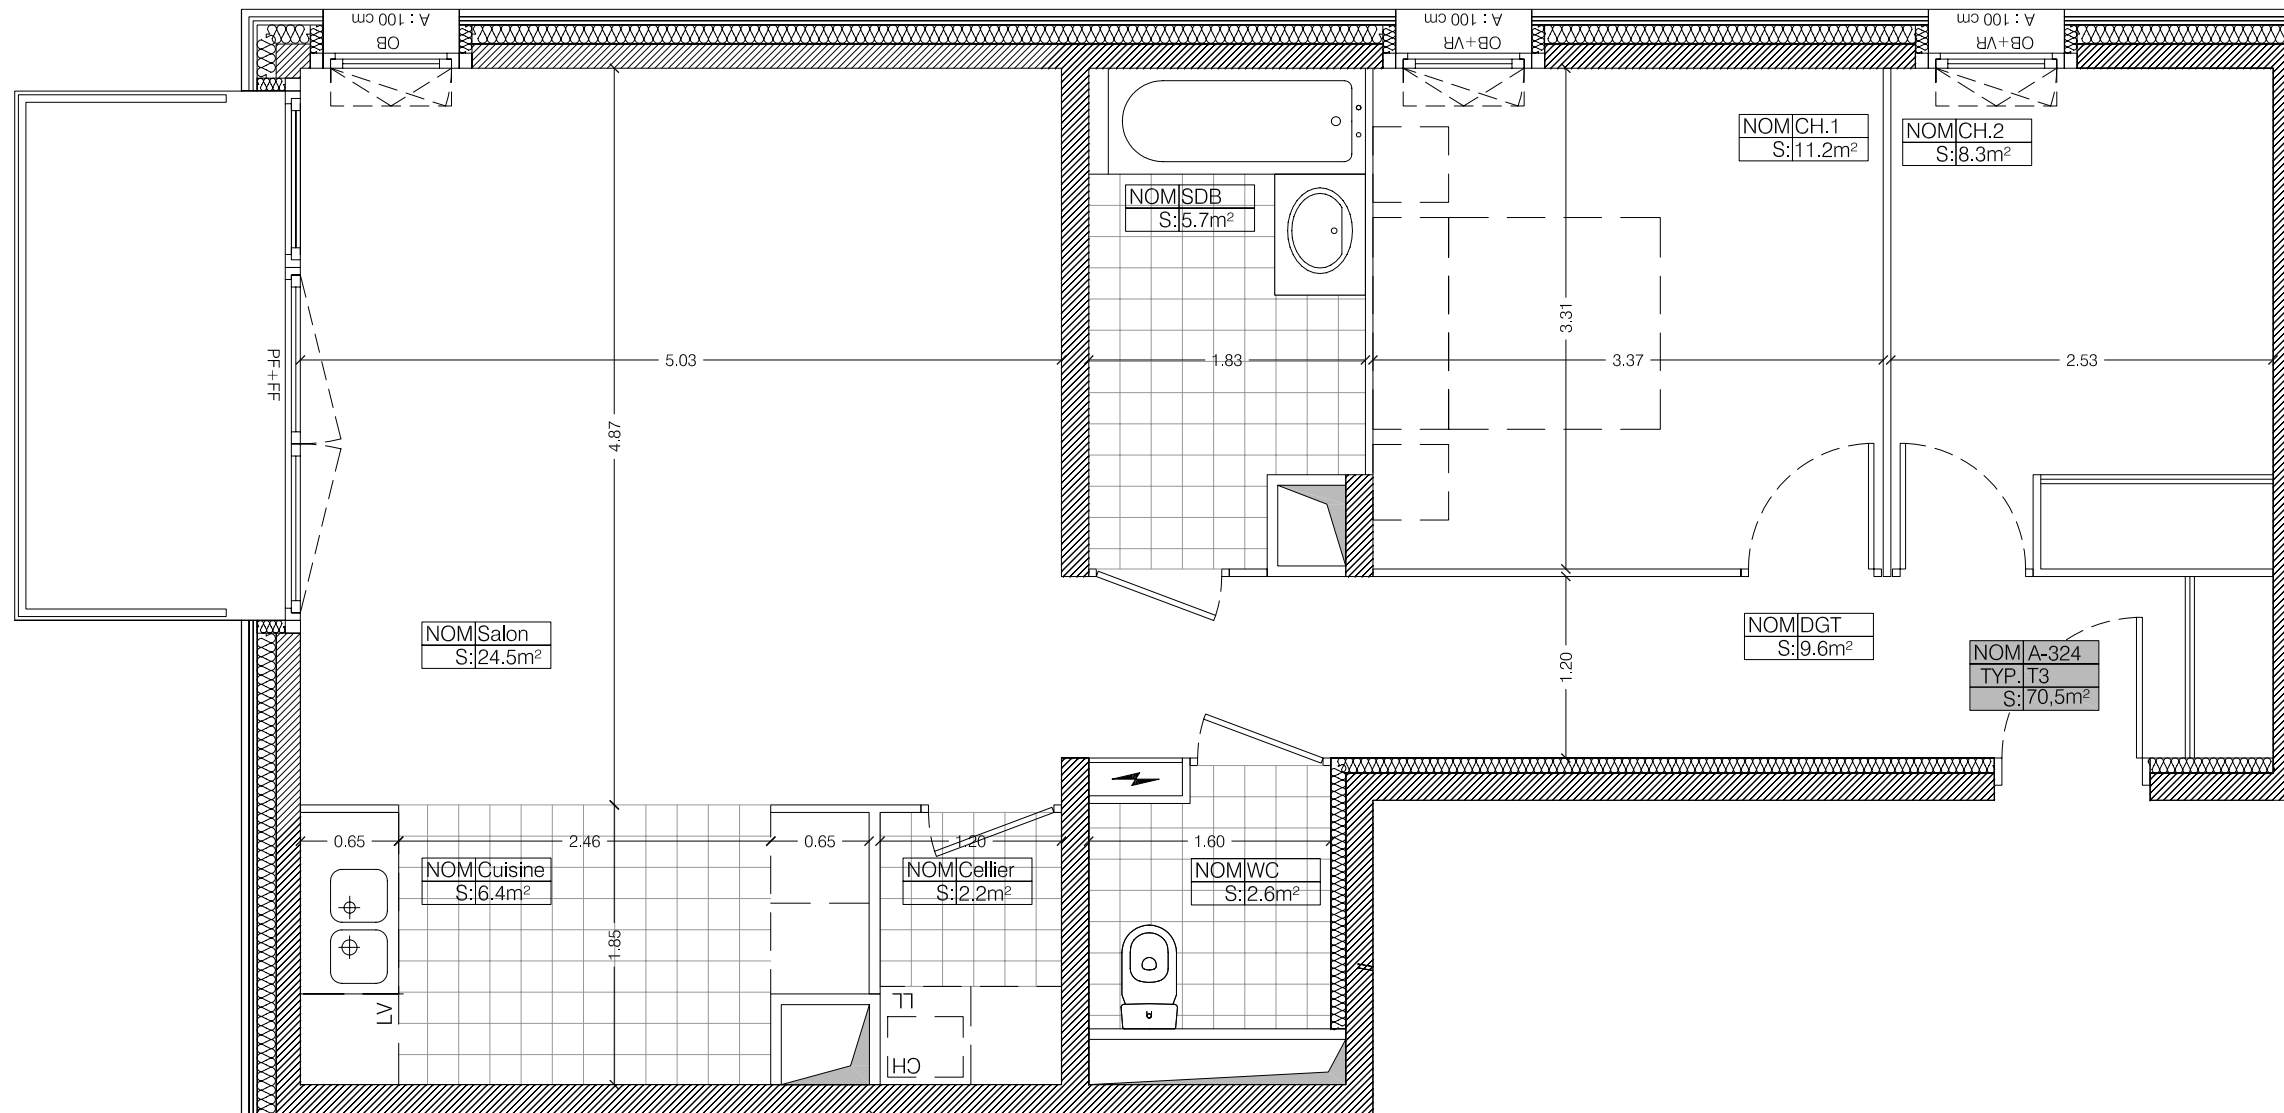 A : 100 cm
OB
A : 100 cm
OB+VR
A : 100 cm
OB+VR
NOM CH.1
S: 11.2m²
NOM CH.2
S: 8.3m²
NOM SDB
S: 5.7m²
3.31
PF+FF
5.03
1.83
3.37
2.53
4.87
NOM Salon
S: 24.5m²
NOM DGT
S: 9.6m²
1.20
NOM A-324
TYP. T3
S: 70,5m²
0.65
2.46
0.65
1.20
1.60
NOM Cuisine
S: 6.4m²
NOM Cellier
S: 2.2m²
NOM WC
S: 2.6m²
1.85
LV
LL
CH